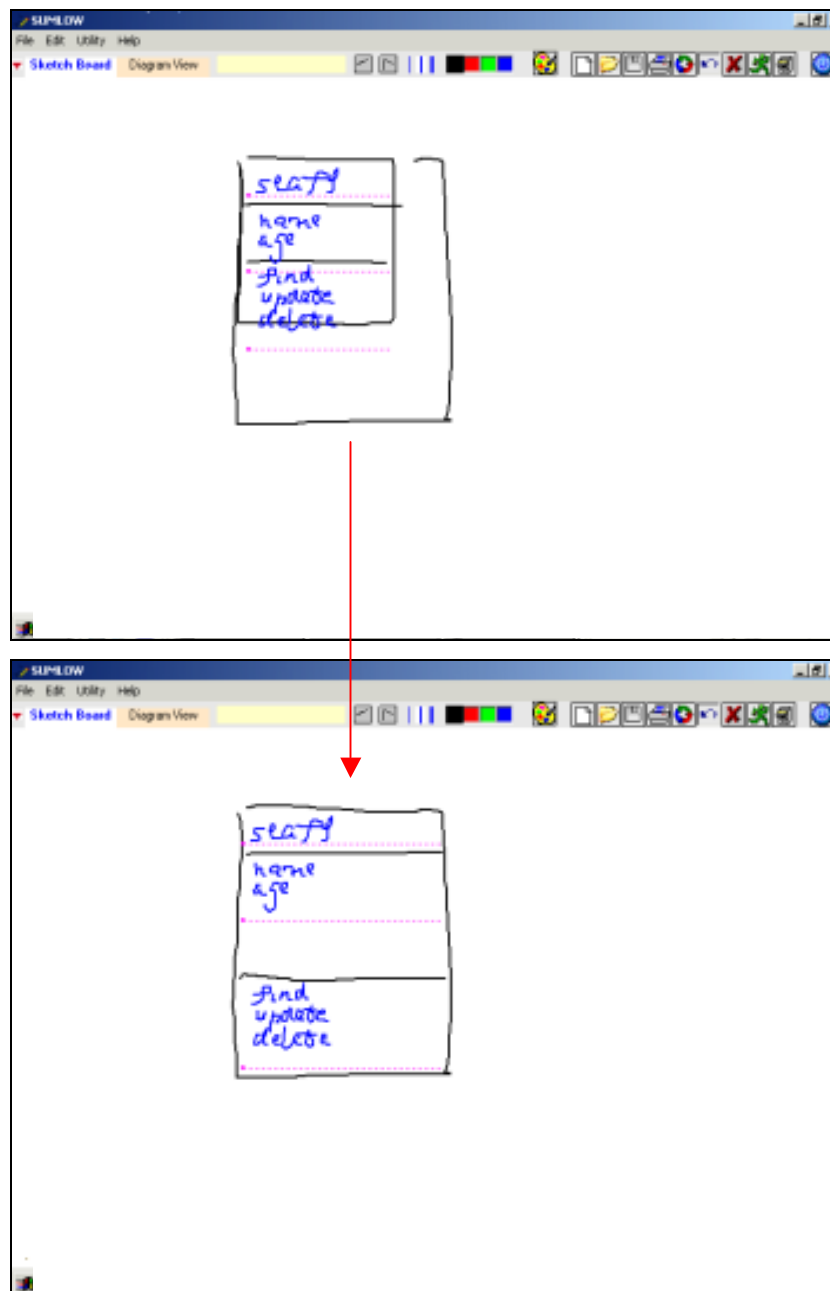 SUMLOW
File Edit Utility Help
Sketch Board Diagram View
staff
name
age
find
update
delete
SUMLOW
File Edit Utility Help
Sketch Board Diagram View
staff
name
age
find
update
delete